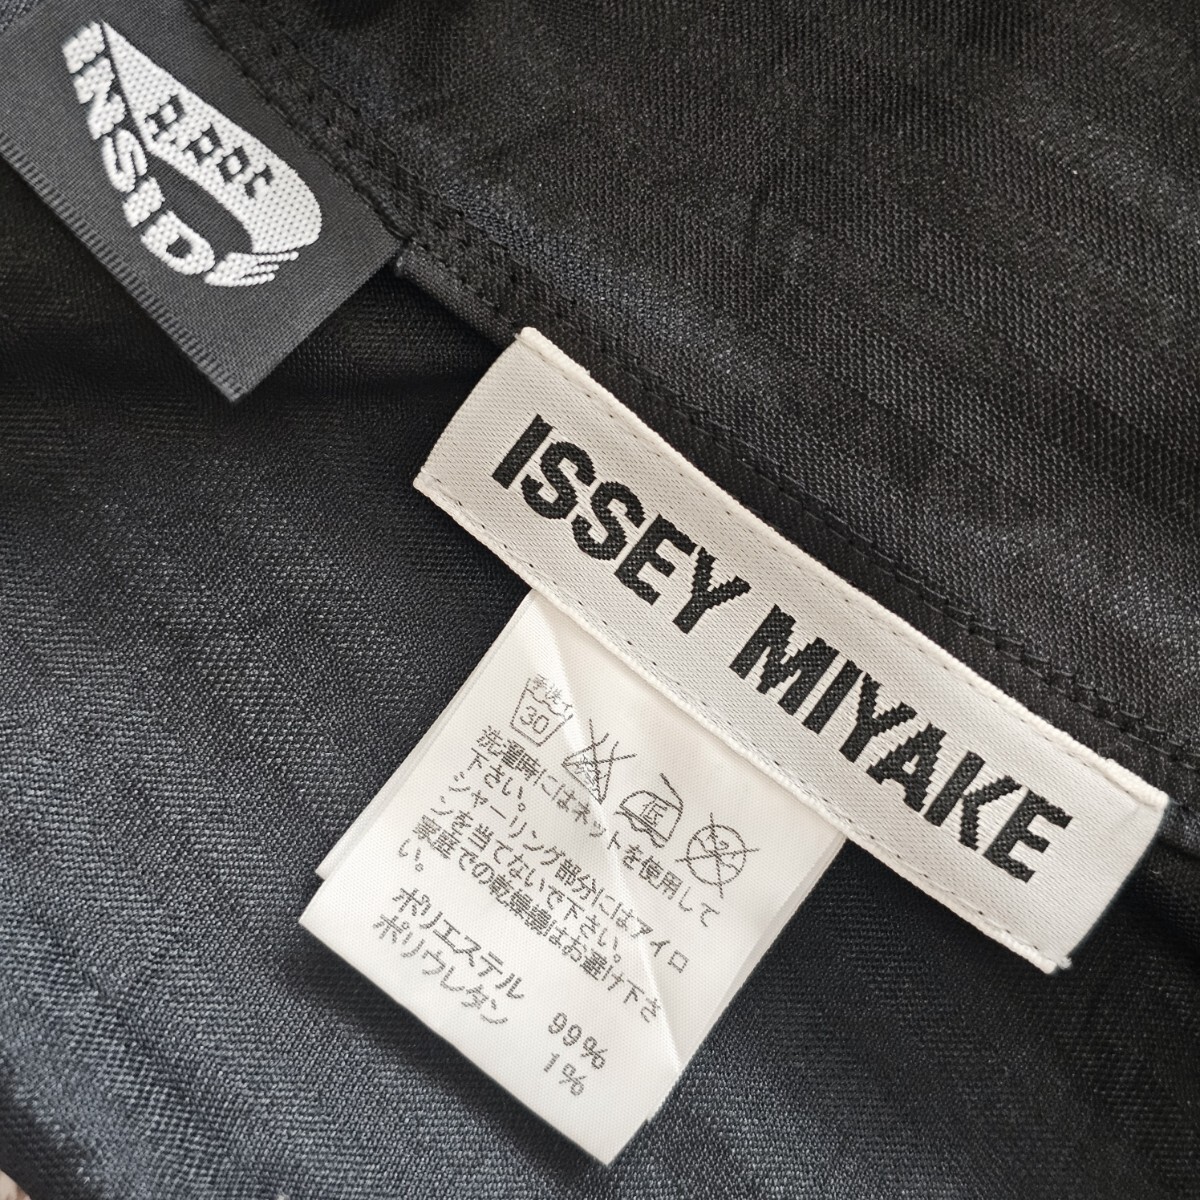 A.POC
INSIDE
ISSEY MIYAKE
手洗イ
30
低
洗濯時にはネットを使用して
下さい。
シャーリング部分にはアイロ
ンを当てないで下さい。
家庭での乾燥機はお避け下さ
い。
ポリエステル 99%
ポリウレタン 1%